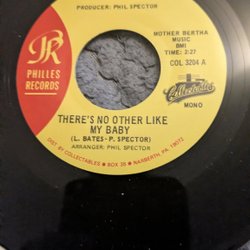 PRODUCER: PHIL SPECTOR
PR
PHILLES
RECORDS
MOTHER BERTHA
MUSIC
BMI
TIME: 2:27
COL 3204 A
Collectables
MONO
THERE'S NO OTHER LIKE
MY BABY
(L. BATES-P. SPECTOR)
ARRANGER: PHIL SPECTOR
DIST BY COLLECTABLES • BOX 35 • NARBERTH, PA 19072